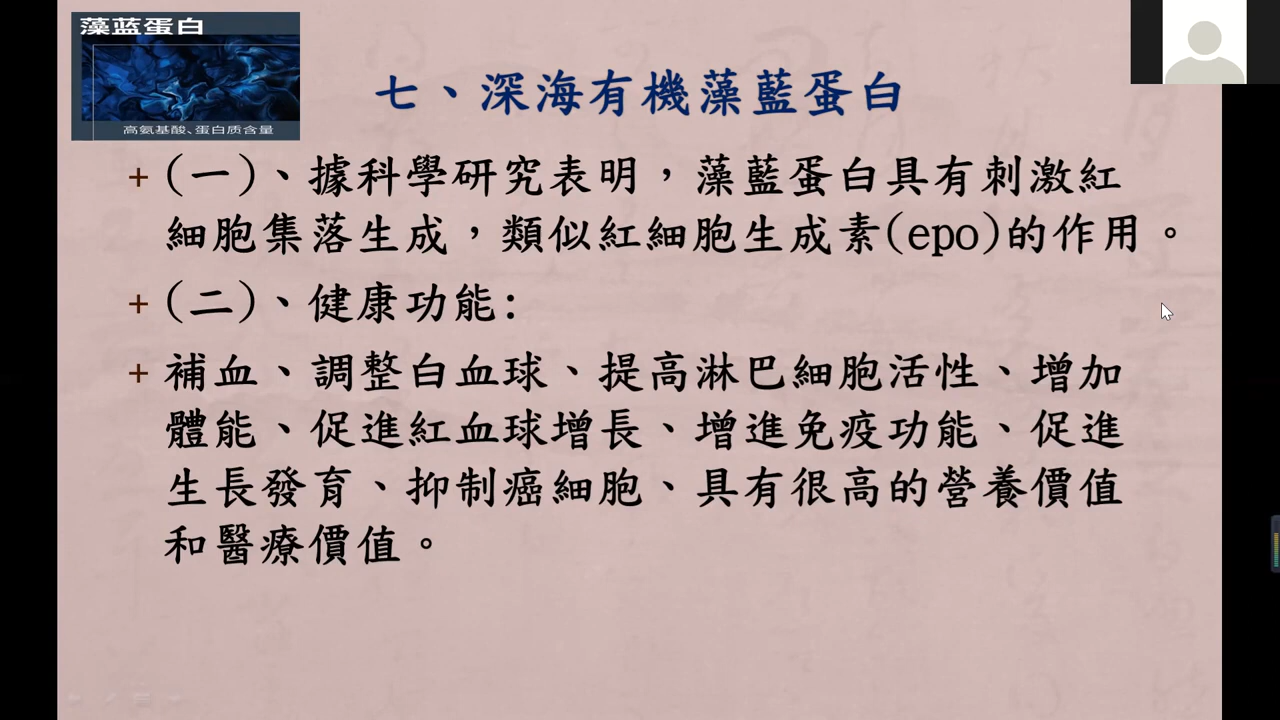 藻蓝蛋白
高氨基酸、蛋白质含量
七、深海有機藻藍蛋白
(一)、據科學研究表明，藻藍蛋白具有刺激紅
細胞集落生成，類似紅細胞生成素(epo)的作用。
(二)、健康功能:
補血、調整白血球、提高淋巴細胞活性、增加
體能、促進紅血球增長、增進免疫功能、促進
生長發育、抑制癌細胞、具有很高的營養價值
和醫療價值。